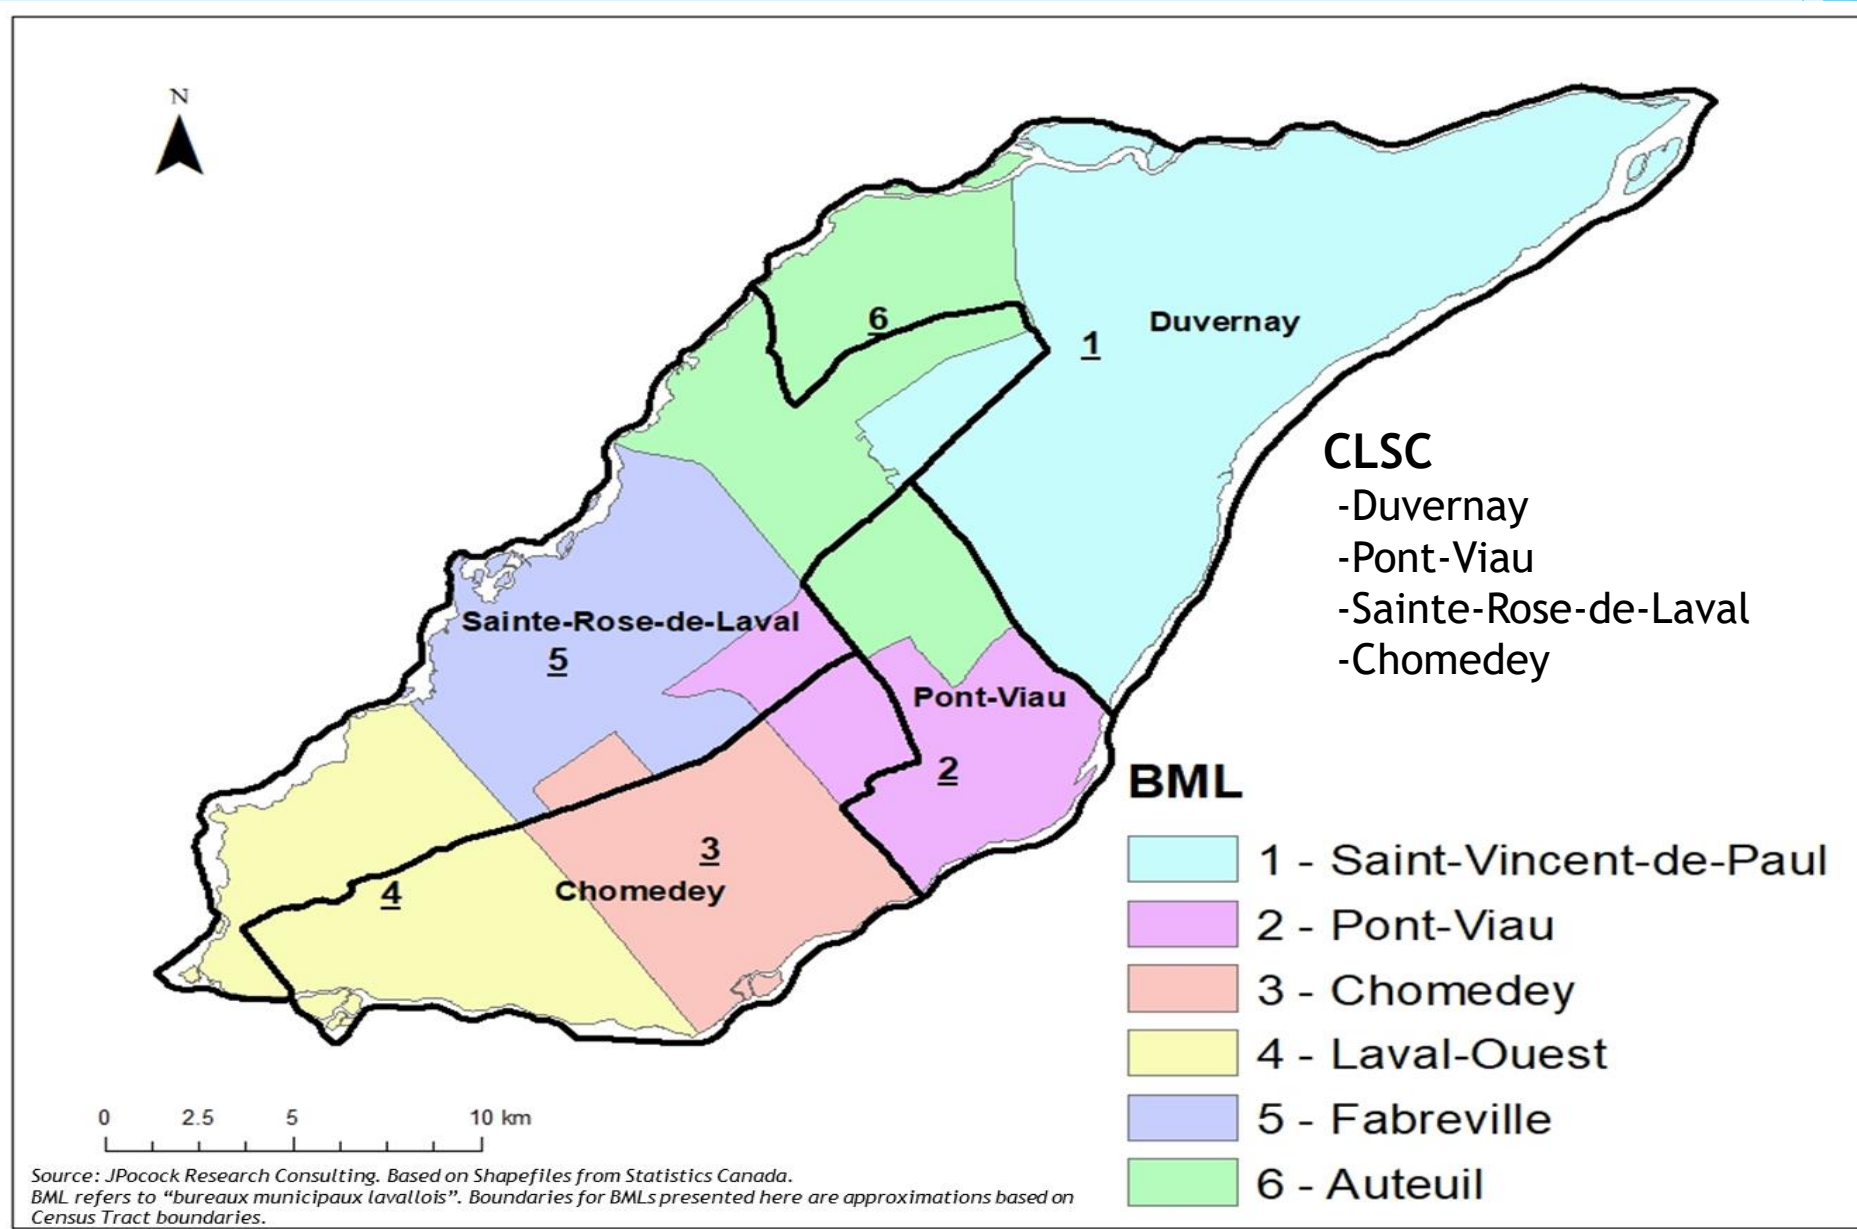 N
6
Duvernay
1
CLSC
-Duvernay
-Pont-Viau
-Sainte-Rose-de-Laval
-Chomedey
Sainte-Rose-de-Laval
5
Pont-Viau
2
3
Chomedey
4
BML
1 - Saint-Vincent-de-Paul
2 - Pont-Viau
3 - Chomedey
4 - Laval-Ouest
5 - Fabreville
6 - Auteuil
0 2.5 5 10 km
Source: JPocock Research Consulting. Based on Shapefiles from Statistics Canada.
BML refers to “bureaux municipaux lavallois”. Boundaries for BMLs presented here are approximations based on
Census Tract boundaries.